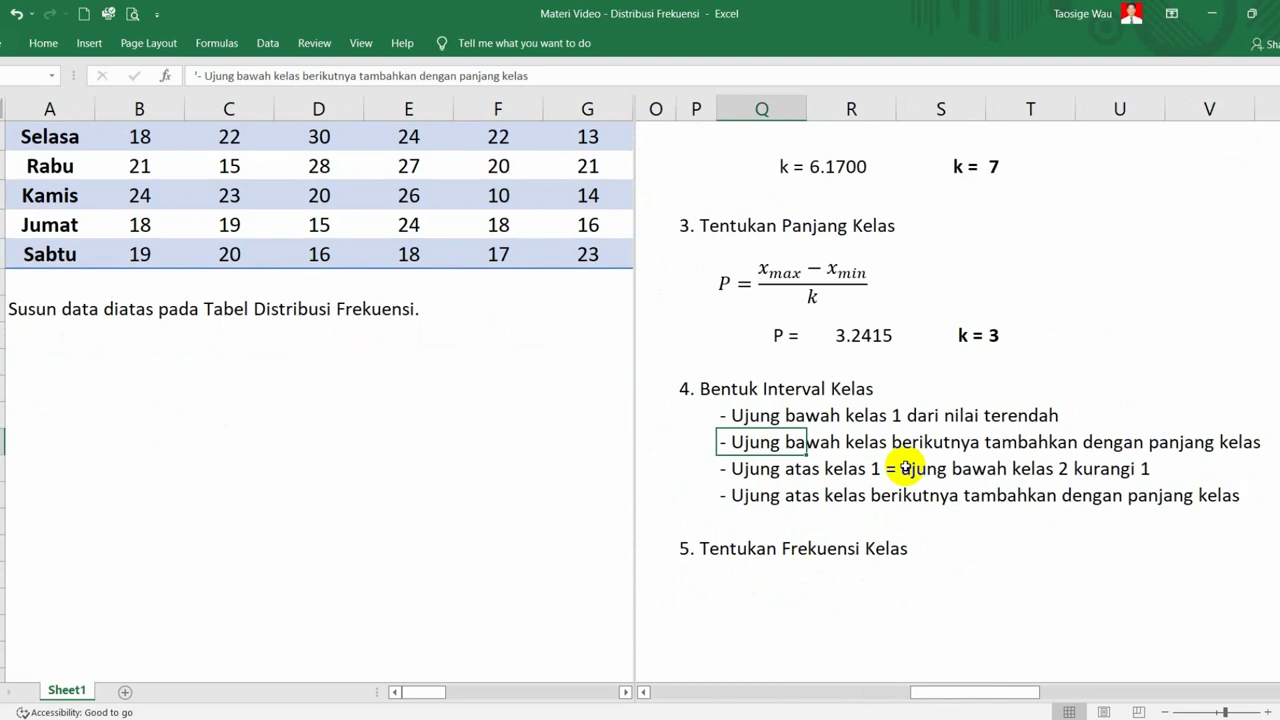 Materi Video - Distribusi Frekuensi - Excel
Taosige Wau
Home Insert Page Layout Formulas Data Review View Help Tell me what you want to do
Sha
fx '- Ujung bawah kelas berikutnya tambahkan dengan panjang kelas
A B C D E F G O P Q R S T U V
Selasa 18 22 30 24 22 13
Rabu 21 15 28 27 20 21
Kamis 24 23 20 26 10 14
Jumat 18 19 15 24 18 16
Sabtu 19 20 16 18 17 23
Susun data diatas pada Tabel Distribusi Frekuensi.
k = 6.1700 k = 7
3. Tentukan Panjang Kelas
P = (x_max − x_min) / k
P = 3.2415 k = 3
4. Bentuk Interval Kelas
- Ujung bawah kelas 1 dari nilai terendah
- Ujung bawah kelas berikutnya tambahkan dengan panjang kelas
- Ujung atas kelas 1 = ujung bawah kelas 2 kurangi 1
- Ujung atas kelas berikutnya tambahkan dengan panjang kelas
5. Tentukan Frekuensi Kelas
Sheet1
Accessibility: Good to go